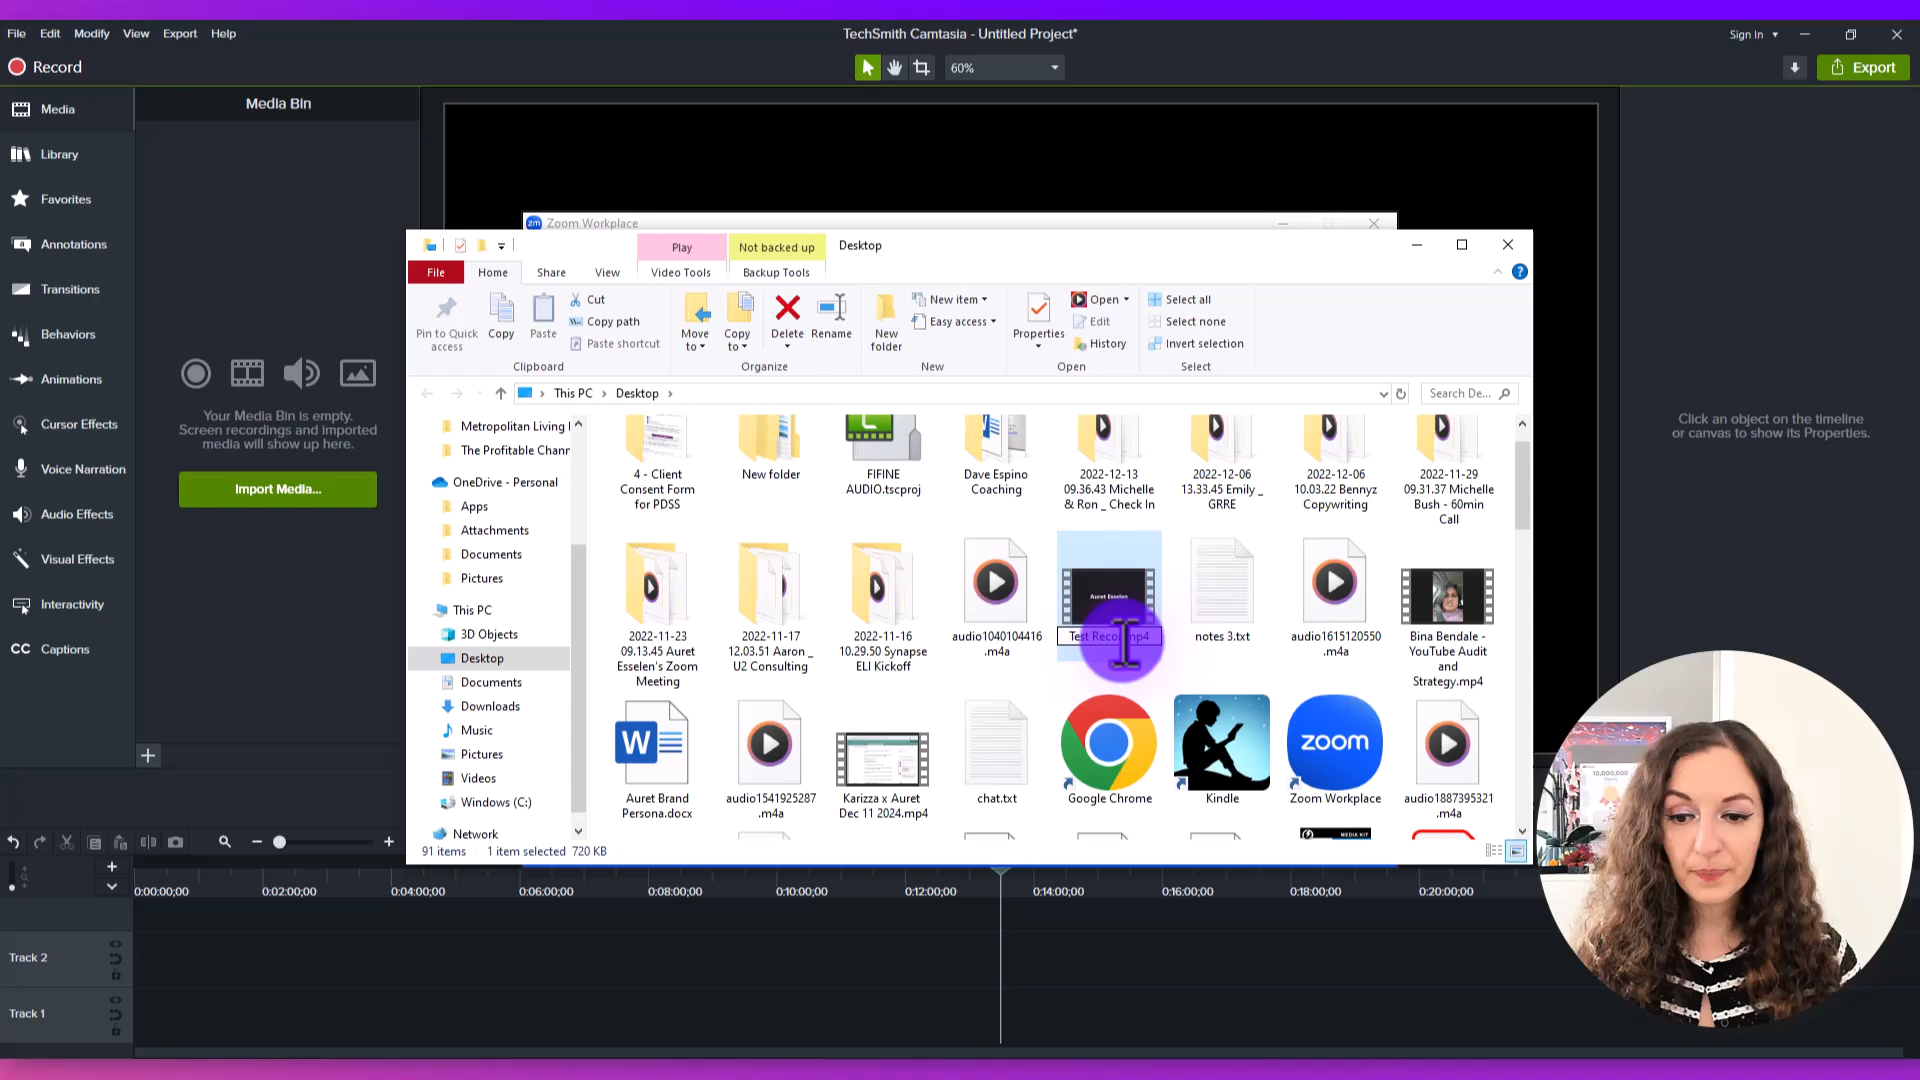 File Edit Modify View Export Help
TechSmith Camtasia - Untitled Project*
Sign In
Record
60%
Export
Media
Library
Favorites
Annotations
Transitions
Behaviors
Animations
Cursor Effects
Voice Narration
Audio Effects
Visual Effects
Interactivity
CC Captions
Media Bin
Your Media Bin is empty.
Screen recordings and imported
media will show up here.
Import Media...
Click an object on the timeline
or canvas to show its Properties.
zm Zoom Workplace
Play Not backed up Desktop
File Home Share View Video Tools Backup Tools
Pin to Quick
access
Copy
Paste
Cut
Copy path
Paste shortcut
Clipboard
Move
to
Copy
to
Delete
Rename
Organize
New
folder
New item
Easy access
New
Properties
Open
Edit
History
Open
Select all
Select none
Invert selection
Select
This PC > Desktop >
Search De...
Metropolitan Living
The Profitable Chan
OneDrive - Personal
Apps
Attachments
Documents
Pictures
This PC
3D Objects
Desktop
Documents
Downloads
Music
Pictures
Videos
Windows (C:)
Network
4 - Client
Consent Form
for PDSS
New folder
FIFINE
AUDIO.tscproj
Dave Espino
Coaching
2022-12-13
09.36.43 Michelle
& Ron _ Check In
2022-12-06
13.33.45 Emily _
GRRE
2022-12-06
10.03.22 Bennyz
Copywriting
2022-11-29
09.31.37 Michelle
Bush - 60min
Call
2022-11-23
09.13.45 Auret
Esselen's Zoom
Meeting
2022-11-17
12.03.51 Aaron _
U2 Consulting
2022-11-16
10.29.50 Synapse
ELI Kickoff
audio1040104416
.m4a
Auret Esselen
Test Recor mp4
notes 3.txt
audio1615120550
.m4a
Bina Bendale -
YouTube Audit
and
Strategy.mp4
W
Auret Brand
Persona.docx
audio1541925287
.m4a
Karizza x Auret
Dec 11 2024.mp4
chat.txt
Google Chrome
Kindle
zoom
Zoom Workplace
audio1887395321
.m4a
MEDIA KIT
91 items 1 item selected 720 KB
0:00:00;00 0:02:00;00 0:04:00;00 0:06:00;00 0:08:00;00 0:10:00;00 0:12:00;00 0:14:00;00 0:16:00;00 0:18:00;00 0:20:00;00
Track 2
Track 1
10,000,000